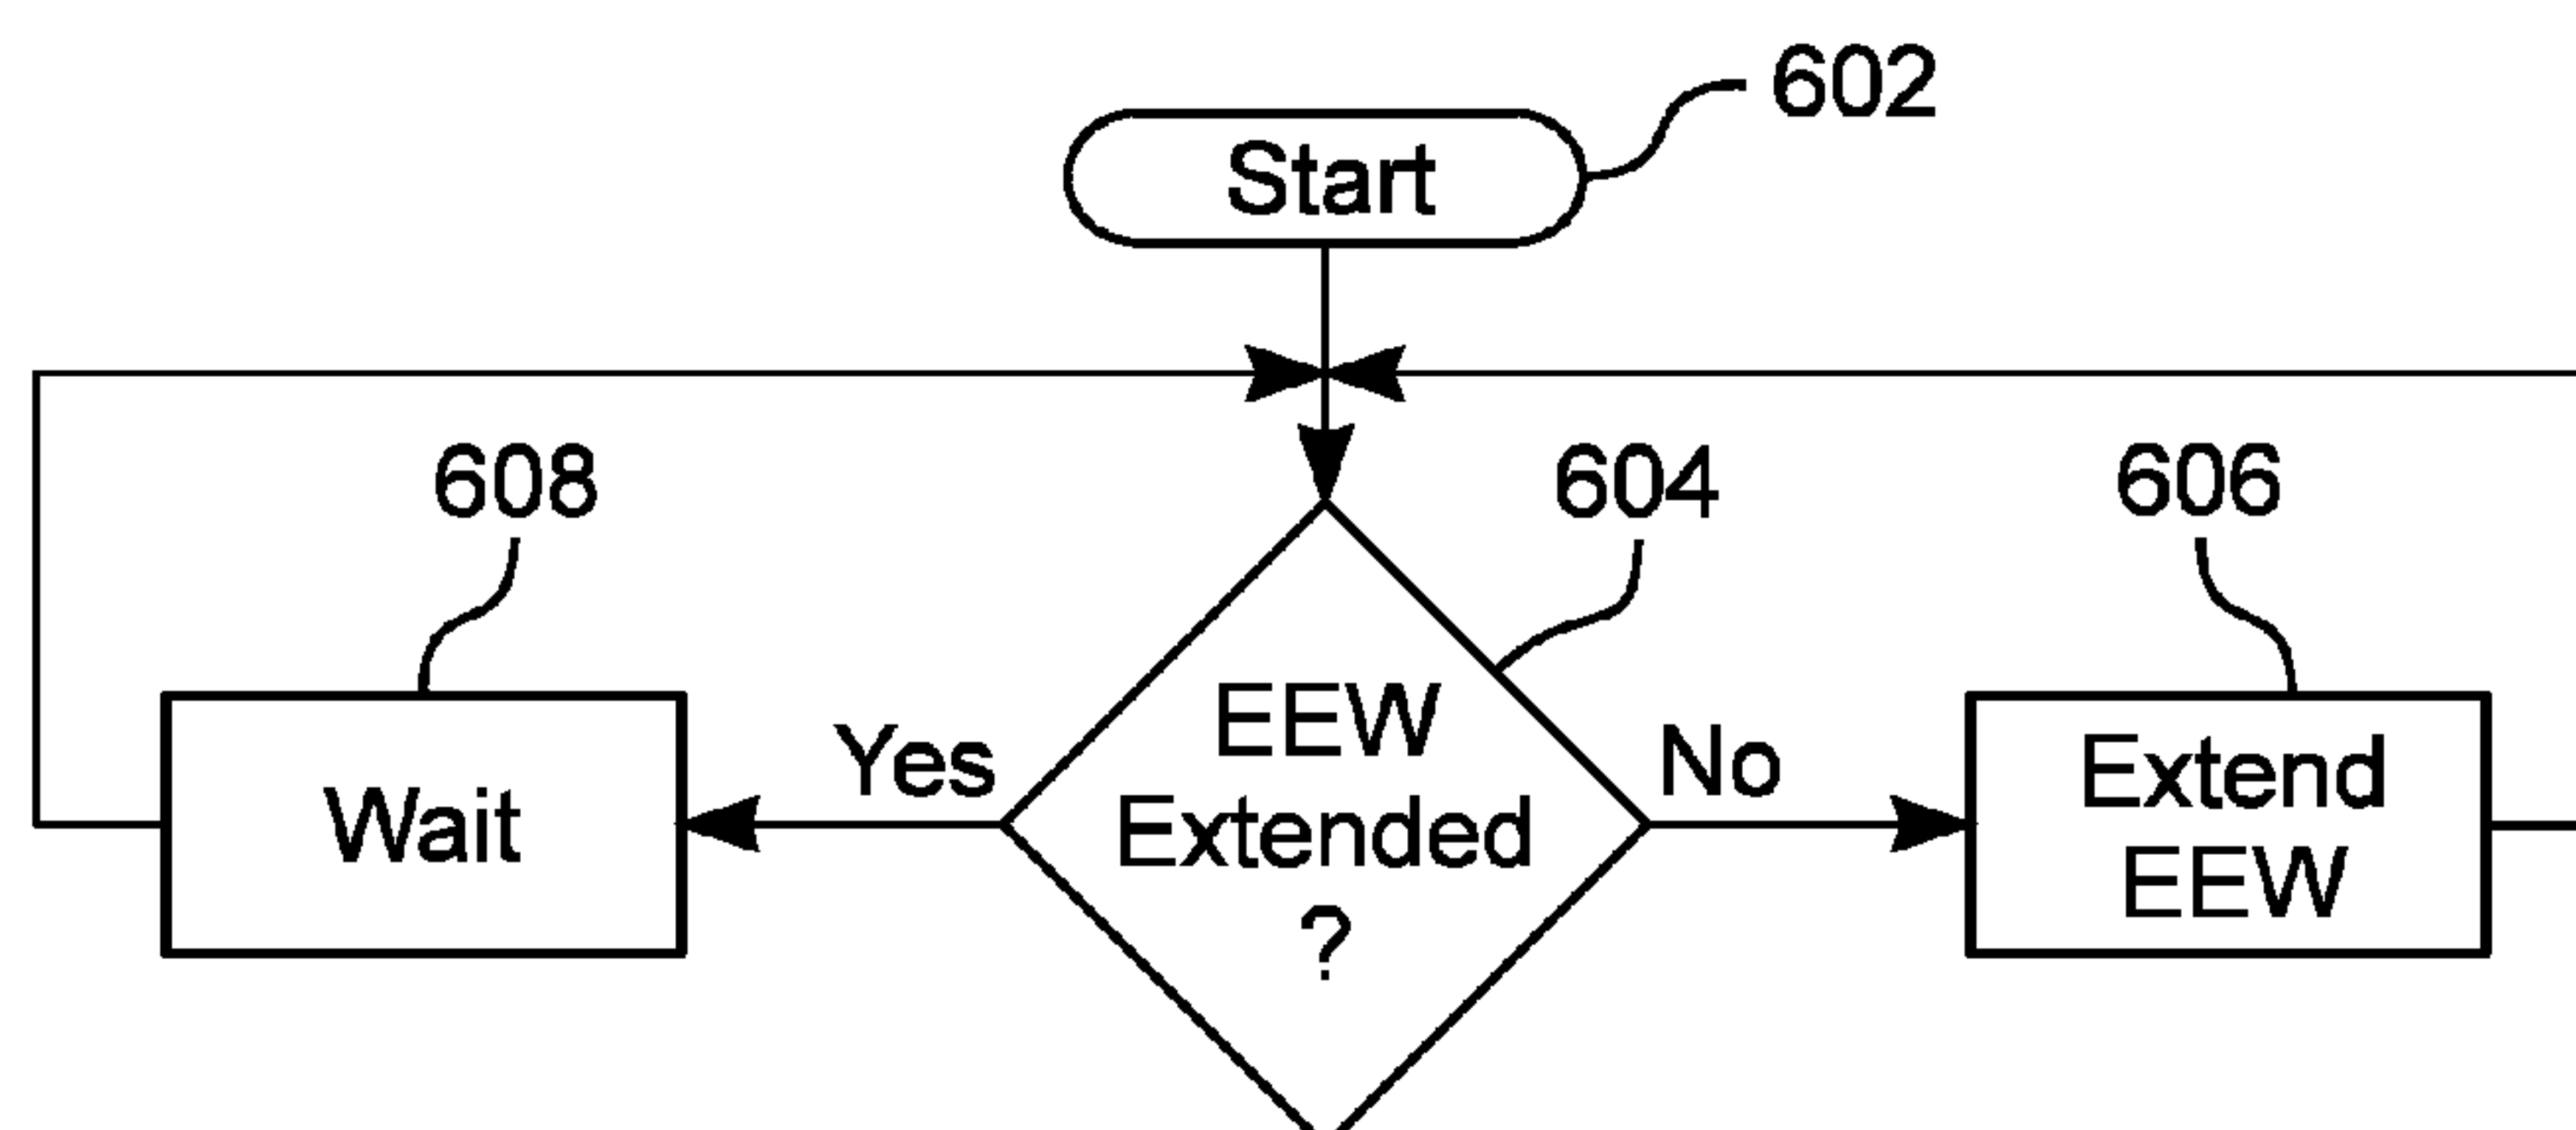 602
Start
608
604
606
Yes
EEW
Extended
?
No
Extend
EEW
Wait